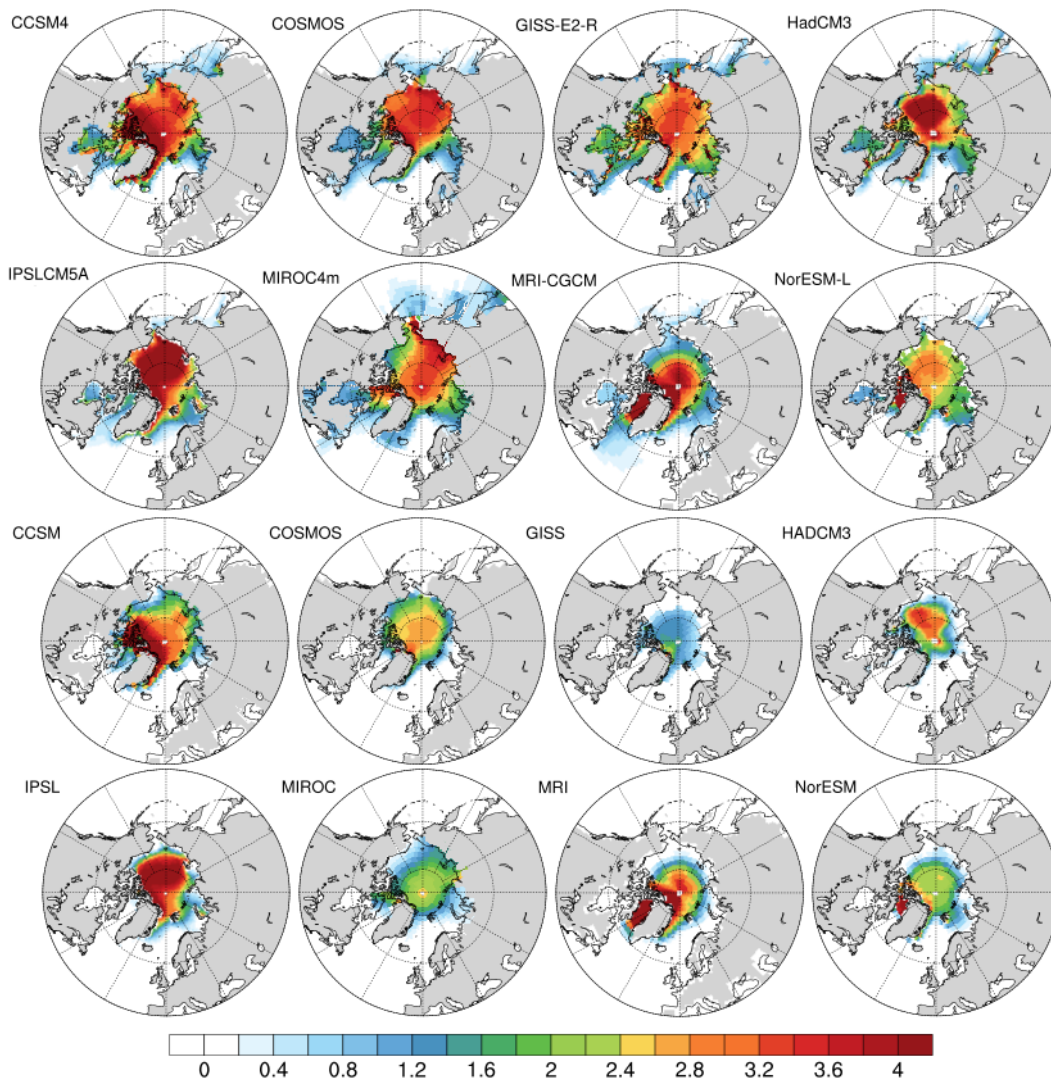 CCSM4 COSMOS GISS-E2-R HadCM3
IPSLCM5A MIROC4m MRI-CGCM NorESM-L
CCSM COSMOS GISS HADCM3
IPSL MIROC MRI NorESM
0 0.4 0.8 1.2 1.6 2 2.4 2.8 3.2 3.6 4